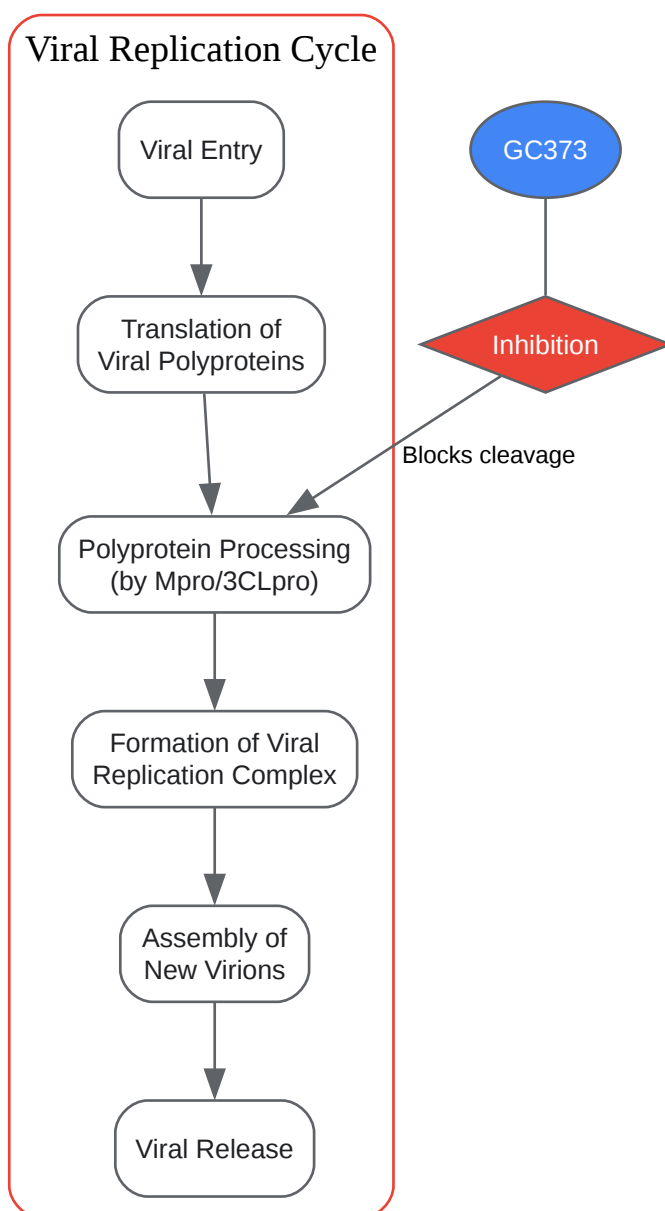 Viral Replication Cycle
Viral Entry
GC373
Translation of
Viral Polyproteins
Inhibition
Blocks cleavage
Polyprotein Processing
(by Mpro/3CLpro)
Formation of Viral
Replication Complex
Assembly of
New Virions
Viral Release